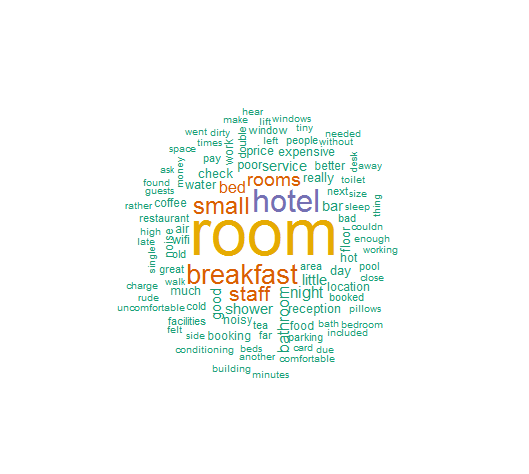 hear
make lift windows
went dirty double window tiny needed
times work left people without
space price expensive desk away
ask pay poor service better toilet
money check rooms really
found water bed next size thing
guests
rather coffee small hotel bar sleep
restaurant bad couldn
high air room floor enough
late wifi noise working
single old hot
great breakfast area day pool
walk little close
charge much staff night location
rude booked
uncomfortable cold good shower bathroom reception pillows
facilities noisy tea food bath bedroom
felt side booking far parking included
conditioning beds card due
another comfortable
building minutes